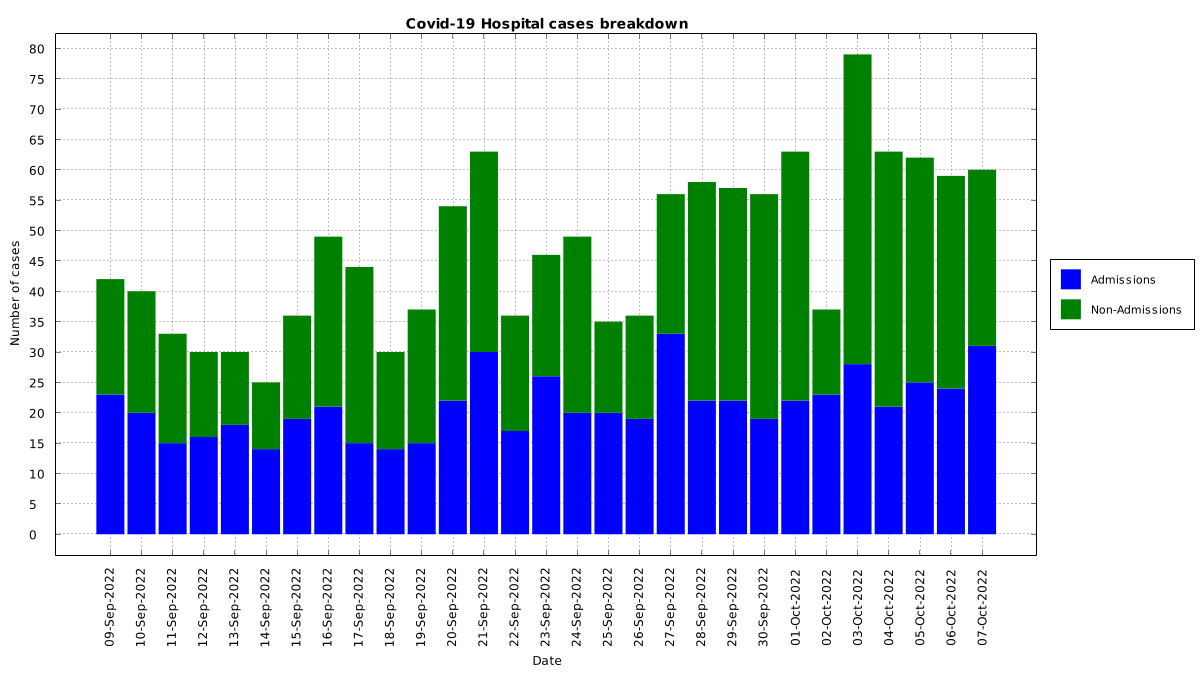 Covid-19 Hospital cases breakdown
80
75
70
65
60
55
50
45
40
35
30
25
20
15
10
5
0
Number of cases
09-Sep-2022
10-Sep-2022
11-Sep-2022
12-Sep-2022
13-Sep-2022
14-Sep-2022
15-Sep-2022
16-Sep-2022
17-Sep-2022
18-Sep-2022
19-Sep-2022
20-Sep-2022
21-Sep-2022
22-Sep-2022
23-Sep-2022
24-Sep-2022
25-Sep-2022
26-Sep-2022
27-Sep-2022
28-Sep-2022
29-Sep-2022
30-Sep-2022
01-Oct-2022
02-Oct-2022
03-Oct-2022
04-Oct-2022
05-Oct-2022
06-Oct-2022
07-Oct-2022
Date
Admissions
Non-Admissions